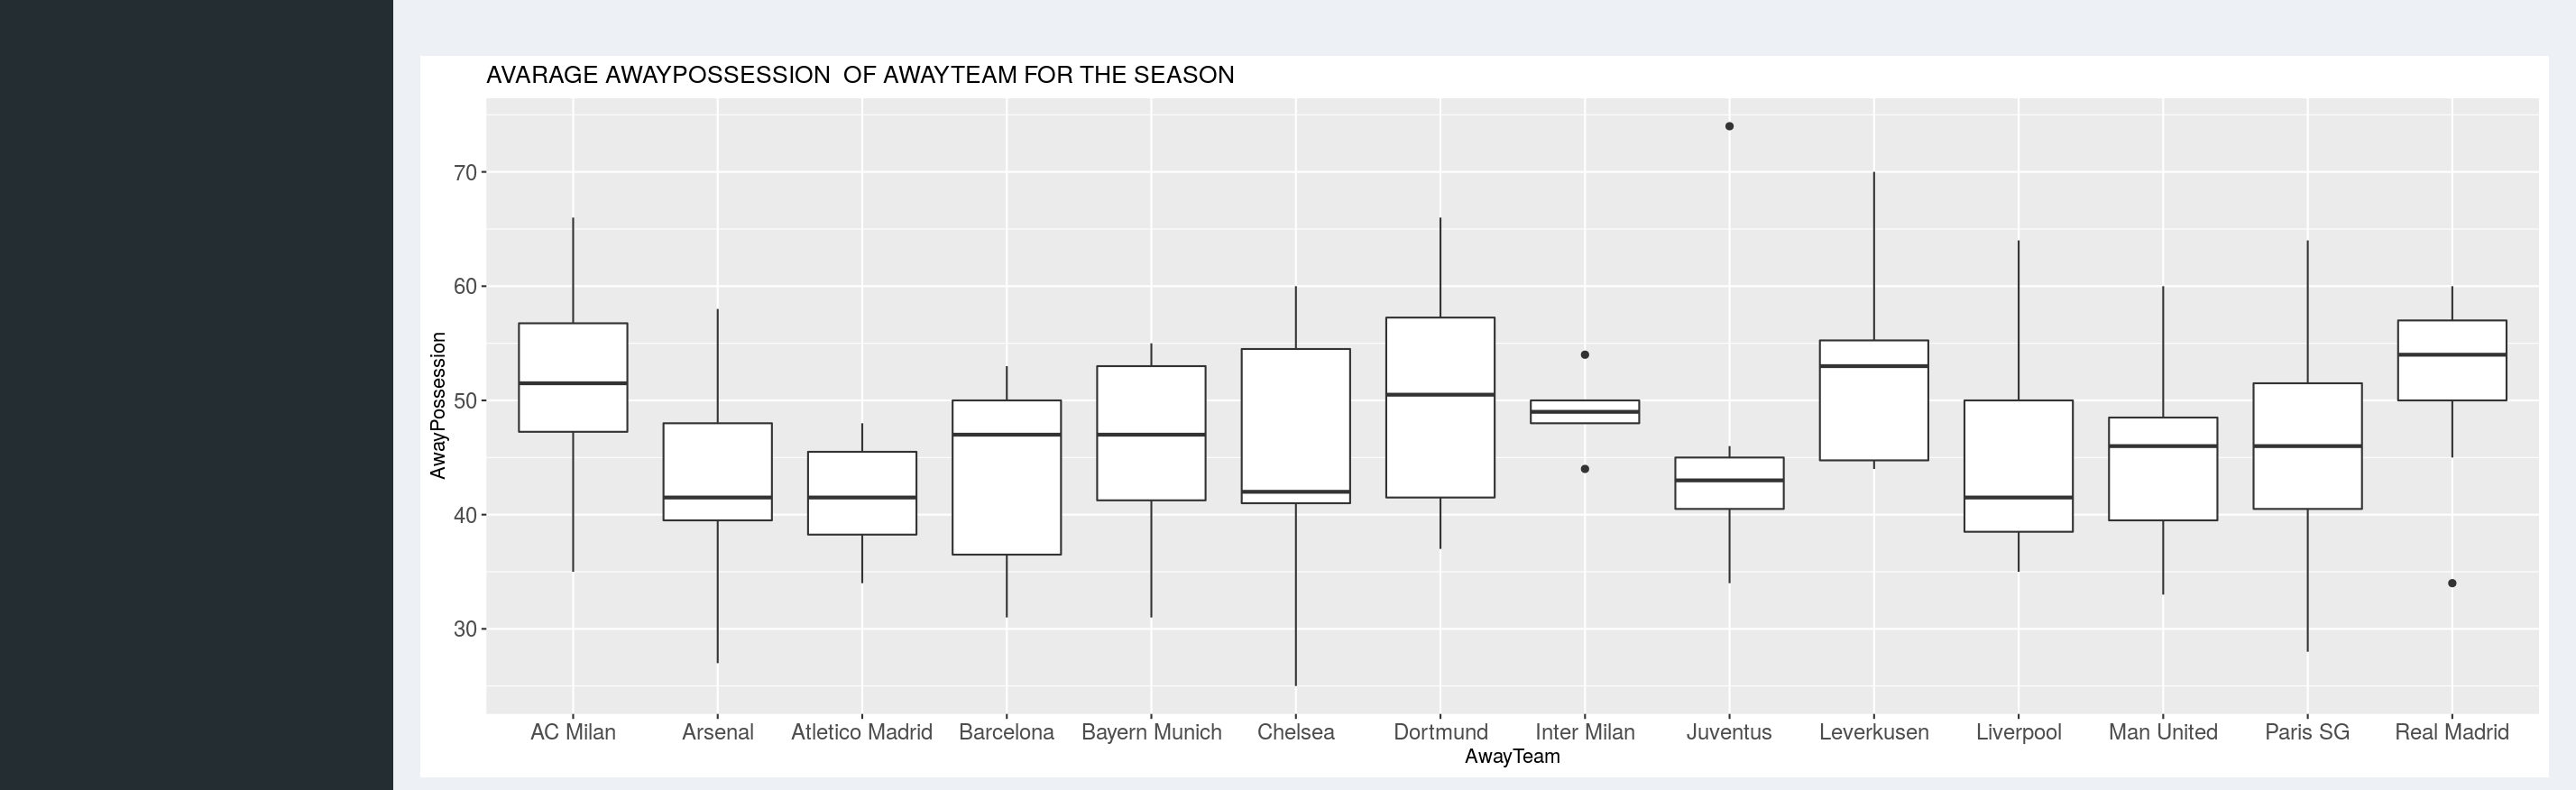 AVARAGE AWAYPOSSESSION  OF AWAYTEAM FOR THE SEASON
AwayPossession
70
60
50
40
30
AC Milan Arsenal Atletico Madrid Barcelona Bayern Munich Chelsea Dortmund Inter Milan Juventus Leverkusen Liverpool Man United Paris SG Real Madrid
AwayTeam